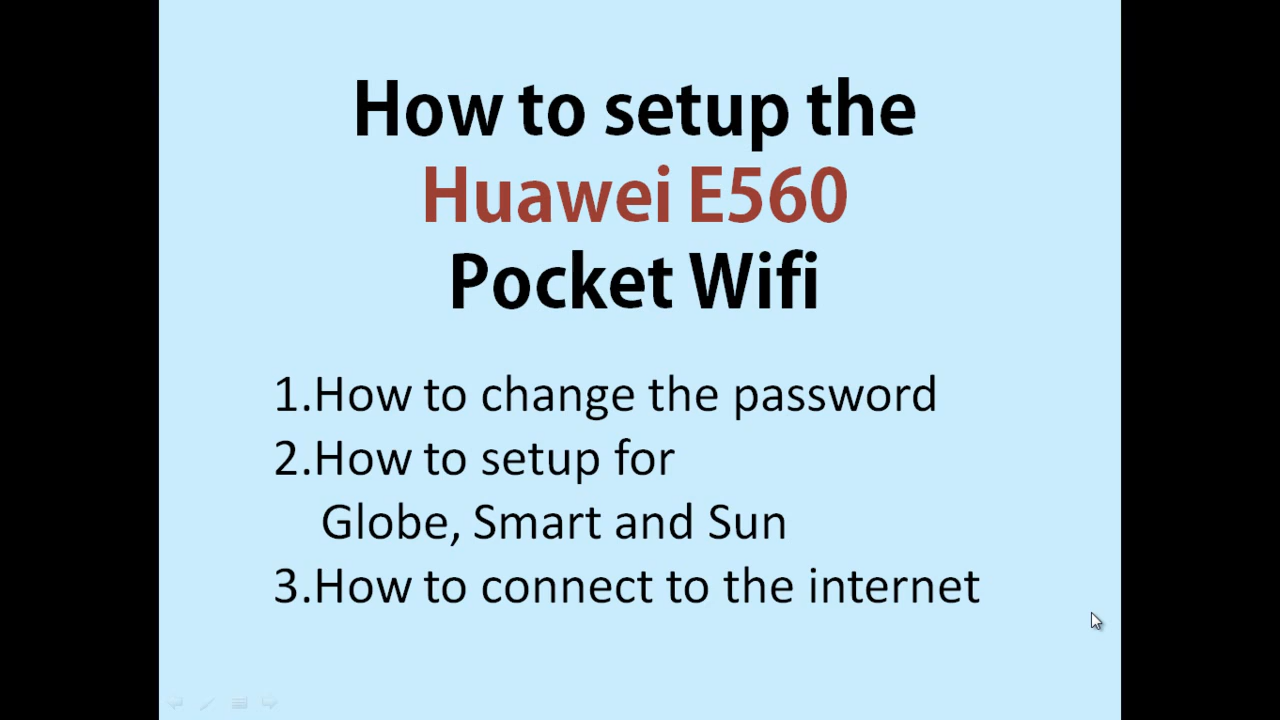 How to setup the
Huawei E560
Pocket Wifi
1.How to change the password
2.How to setup for
Globe, Smart and Sun
3.How to connect to the internet